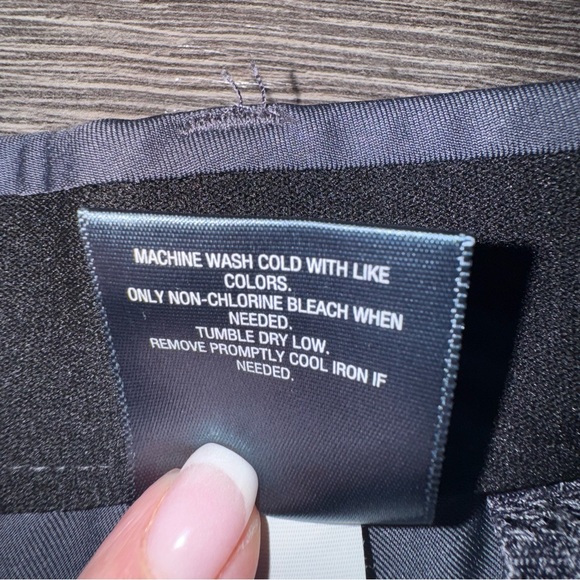 MACHINE WASH COLD WITH LIKE
COLORS.
ONLY NON-CHLORINE BLEACH WHEN
NEEDED.
TUMBLE DRY LOW.
REMOVE PROMPTLY COOL IRON IF
NEEDED.